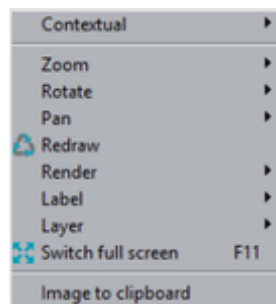 Contextual
Zoom
Rotate
Pan
Redraw
Render
Label
Layer
Switch full screen F11
Image to clipboard